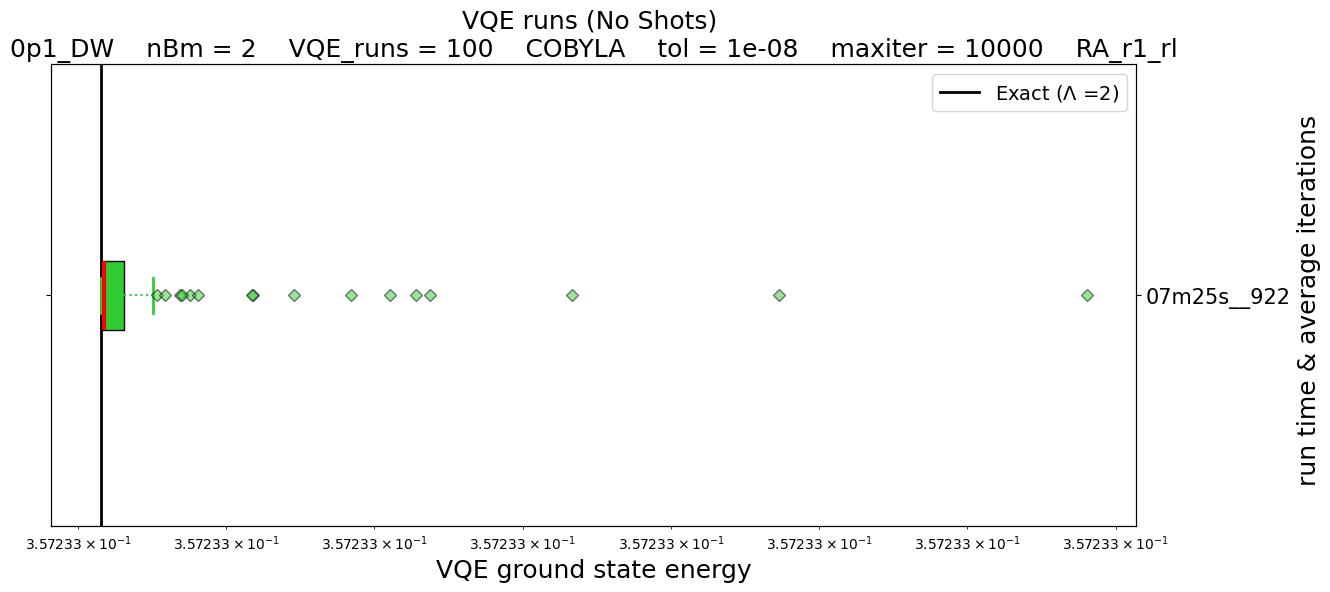 VQE runs (No Shots)
0p1_DW nBm = 2 VQE_runs = 100 COBYLA tol = 1e-08 maxiter = 10000 RA_r1_rl
Exact (Λ =2)
07m25s__922
run time & average iterations
3.57233 × 10⁻¹ 3.57233 × 10⁻¹ 3.57233 × 10⁻¹ 3.57233 × 10⁻¹ 3.57233 × 10⁻¹ 3.57233 × 10⁻¹ 3.57233 × 10⁻¹ 3.57233 × 10⁻¹
VQE ground state energy